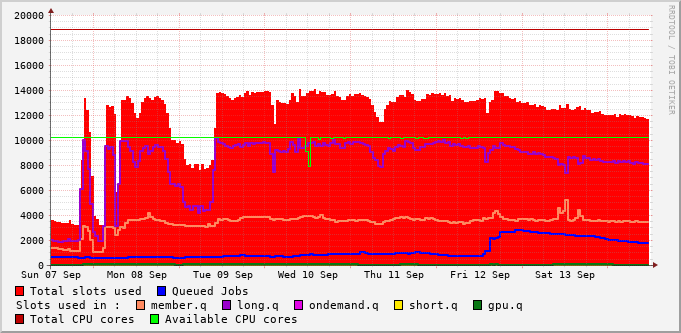 RRDTOOL / TOBI OETIKER
20000
18000
16000
14000
12000
10000
8000
6000
4000
2000
0
Sun 07 Sep Mon 08 Sep Tue 09 Sep Wed 10 Sep Thu 11 Sep Fri 12 Sep Sat 13 Sep
Total slots used Queued Jobs
Slots used in : member.q long.q ondemand.q short.q gpu.q
Total CPU cores Available CPU cores